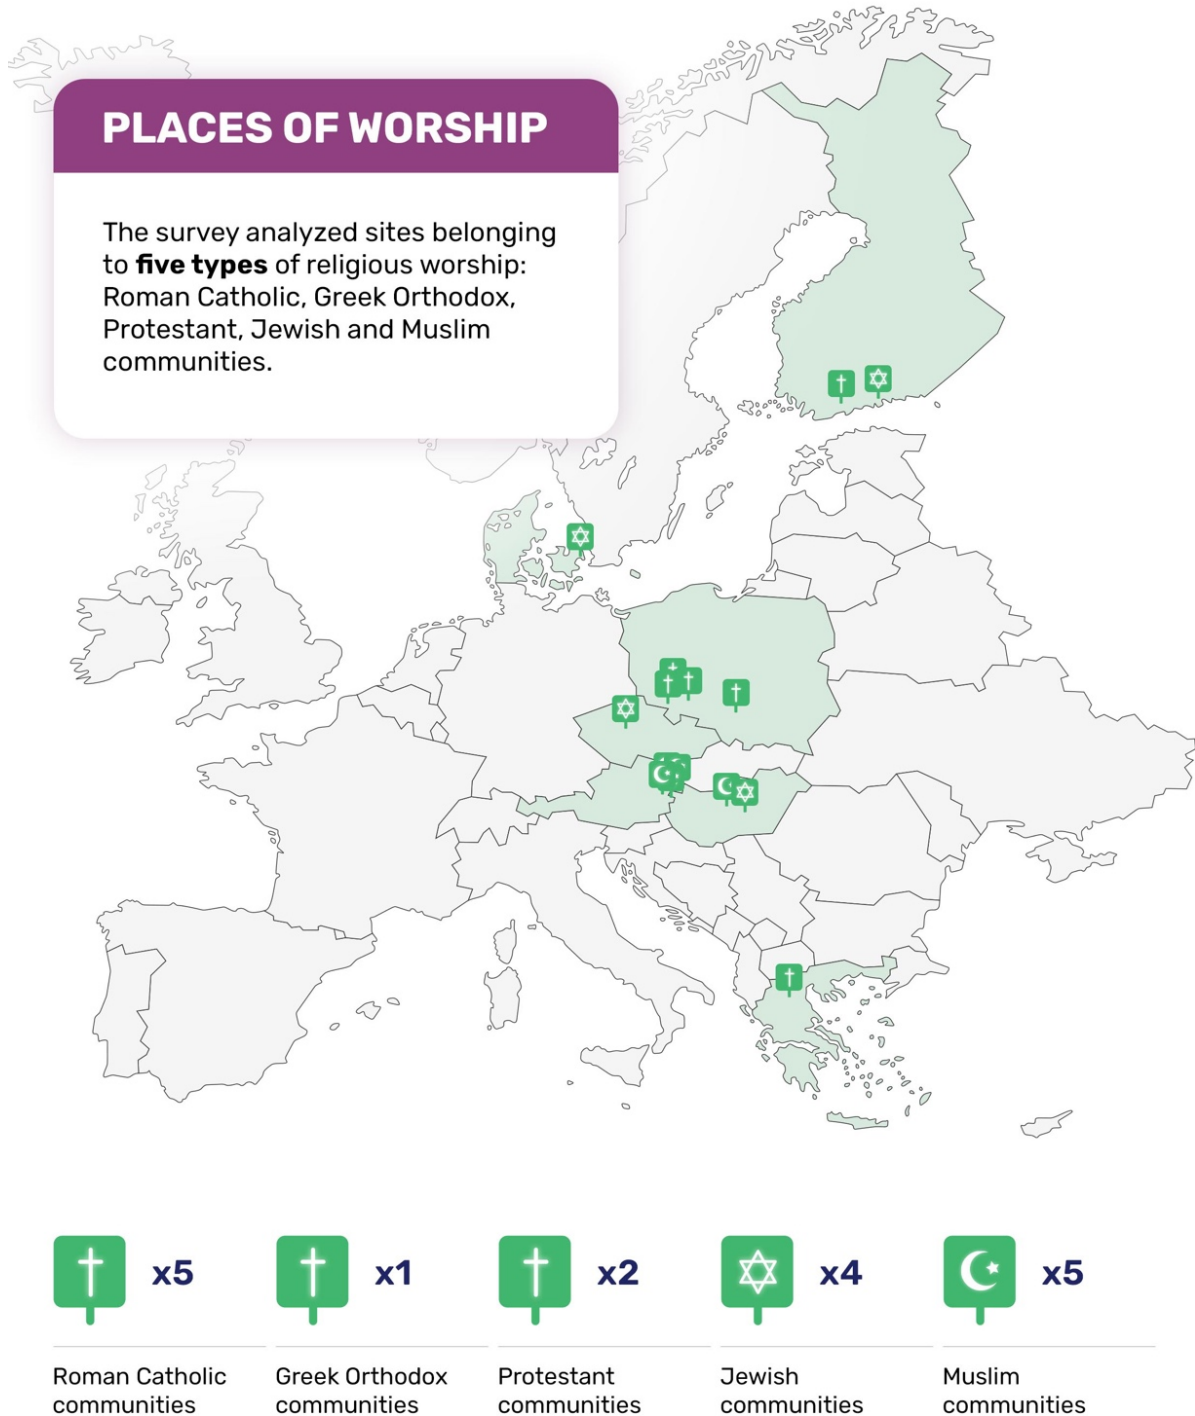 PLACES OF WORSHIP
The survey analyzed sites belonging
to five types of religious worship:
Roman Catholic, Greek Orthodox,
Protestant, Jewish and Muslim
communities.
x5
x1
x2
x4
x5
Roman Catholic
communities
Greek Orthodox
communities
Protestant
communities
Jewish
communities
Muslim
communities